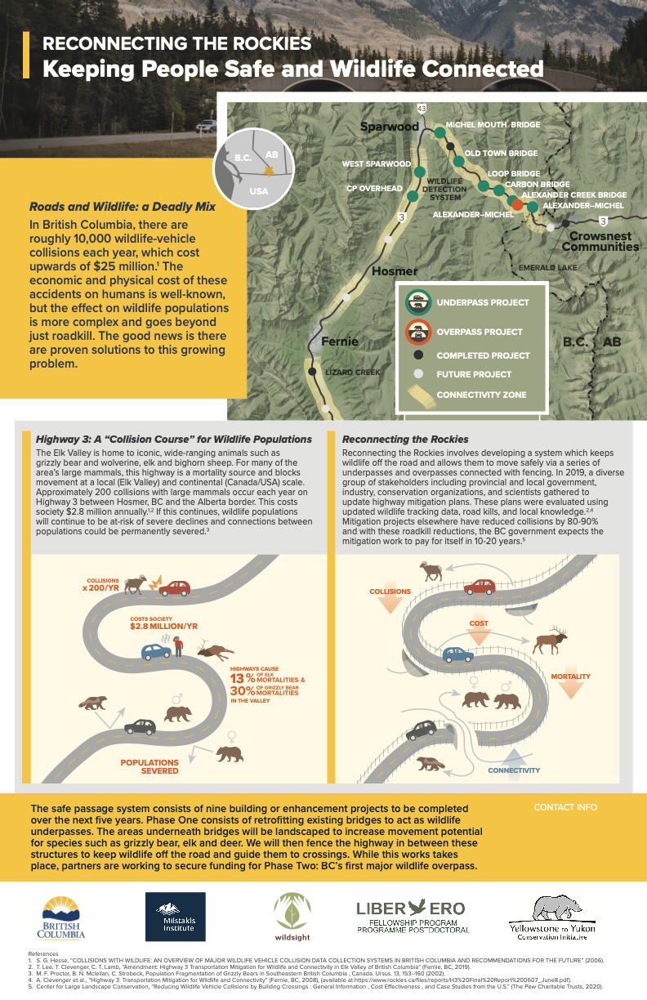 RECONNECTING THE ROCKIES
Keeping People Safe and Wildlife Connected
43
Sparwood
MICHEL MOUTH BRIDGE
OLD TOWN BRIDGE
WEST SPARWOOD
LOOP BRIDGE
WILDLIFE
DETECTION
SYSTEM
CARBON BRIDGE
CP OVERHEAD
ALEXANDER CREEK BRIDGE
ALEXANDER–MICHEL
ALEXANDER–MICHEL
3
3
Crowsnest
Communities
EMERALD LAKE
Hosmer
Fernie
LIZARD CREEK
B.C.
AB
B.C.
AB
USA
UNDERPASS PROJECT
OVERPASS PROJECT
COMPLETED PROJECT
FUTURE PROJECT
CONNECTIVITY ZONE
Roads and Wildlife: a Deadly Mix
In British Columbia, there are
roughly 10,000 wildlife-vehicle
collisions each year, which cost
upwards of $25 million.¹ The
economic and physical cost of these
accidents on humans is well-known,
but the effect on wildlife populations
is more complex and goes beyond
just roadkill. The good news is there
are proven solutions to this growing
problem.
Highway 3: A “Collision Course” for Wildlife Populations
The Elk Valley is home to iconic, wide-ranging animals such as
grizzly bear and wolverine, elk and bighorn sheep. For many of the
area’s large mammals, this highway is a mortality source and blocks
movement at a local (Elk Valley) and continental (Canada/USA) scale.
Approximately 200 collisions with large mammals occur each year on
Highway 3 between Hosmer, BC and the Alberta border. This costs
society $2.8 million annually.¹,² If this continues, wildlife populations
will continue to be at-risk of severe declines and connections between
populations could be permanently severed.³
Reconnecting the Rockies
Reconnecting the Rockies involves developing a system which keeps
wildlife off the road and allows them to move safely via a series of
underpasses and overpasses connected with fencing. In 2019, a diverse
group of stakeholders including provincial and local government,
industry, conservation organizations, and scientists gathered to
update highway mitigation plans. These plans were evaluated using
updated wildlife tracking data, road kills, and local knowledge.²,⁴
Mitigation projects elsewhere have reduced collisions by 80-90%
and with these roadkill reductions, the BC government expects the
mitigation work to pay for itself in 10-20 years.⁵
COLLISIONS
x 200/YR
COSTS SOCIETY
$2.8 MILLION/YR
HIGHWAYS CAUSE
13% OF ELK MORTALITIES &
30% OF GRIZZLY BEAR MORTALITIES
IN THE VALLEY
POPULATIONS
SEVERED
COLLISIONS
COST
MORTALITY
CONNECTIVITY
The safe passage system consists of nine building or enhancement projects to be completed
over the next five years. Phase One consists of retrofitting existing bridges to act as wildlife
underpasses. The areas underneath bridges will be landscaped to increase movement potential
for species such as grizzly bear, elk and deer. We will then fence the highway in between these
structures to keep wildlife off the road and guide them to crossings. While this works takes
place, partners are working to secure funding for Phase Two: BC’s first major wildlife overpass.
CONTACT INFO
BRITISH
COLUMBIA
Miistakis
Institute
wildsight
LIBER ERO
FELLOWSHIP PROGRAM
PROGRAMME POSTDOCTORAL
Yellowstone to Yukon
Conservation Initiative
References
1. S. G. Hesse, “COLLISIONS WITH WILDLIFE: AN OVERVIEW OF MAJOR WILDLIFE VEHICLE COLLISION DATA COLLECTION SYSTEMS IN BRITISH COLUMBIA AND RECOMMENDATIONS FOR THE FUTURE” (2006).
2. T. Lee, T. Clevenger, C. T. Lamb, “Amendment: Highway 3 Transportation Mitigation for Wildlife and Connectivity in Elk Valley of British Columbia” (Fernie, BC, 2019).
3. M. F. Proctor, B. N. Mclellan, C. Strobeck, Population Fragmentation of Grizzly Bears in Southeastern British Columbia , Canada. Ursus. 13, 153–160 (2002).
4. A. Clevenger et al., “Highway 3: Transportation Mitigation for Wildlife and Connectivity” (Fernie, BC, 2008), (available at https://www.rockies.ca/files/reports/H3%20Final%20Report%200607_June8.pdf).
5. Center for Large Landscape Conservation, “Reducing Wildlife Vehicle Collisions by Building Crossings : General Information , Cost Effectiveness , and Case Studies from the U.S.” (The Pew Charitable Trusts, 2020).